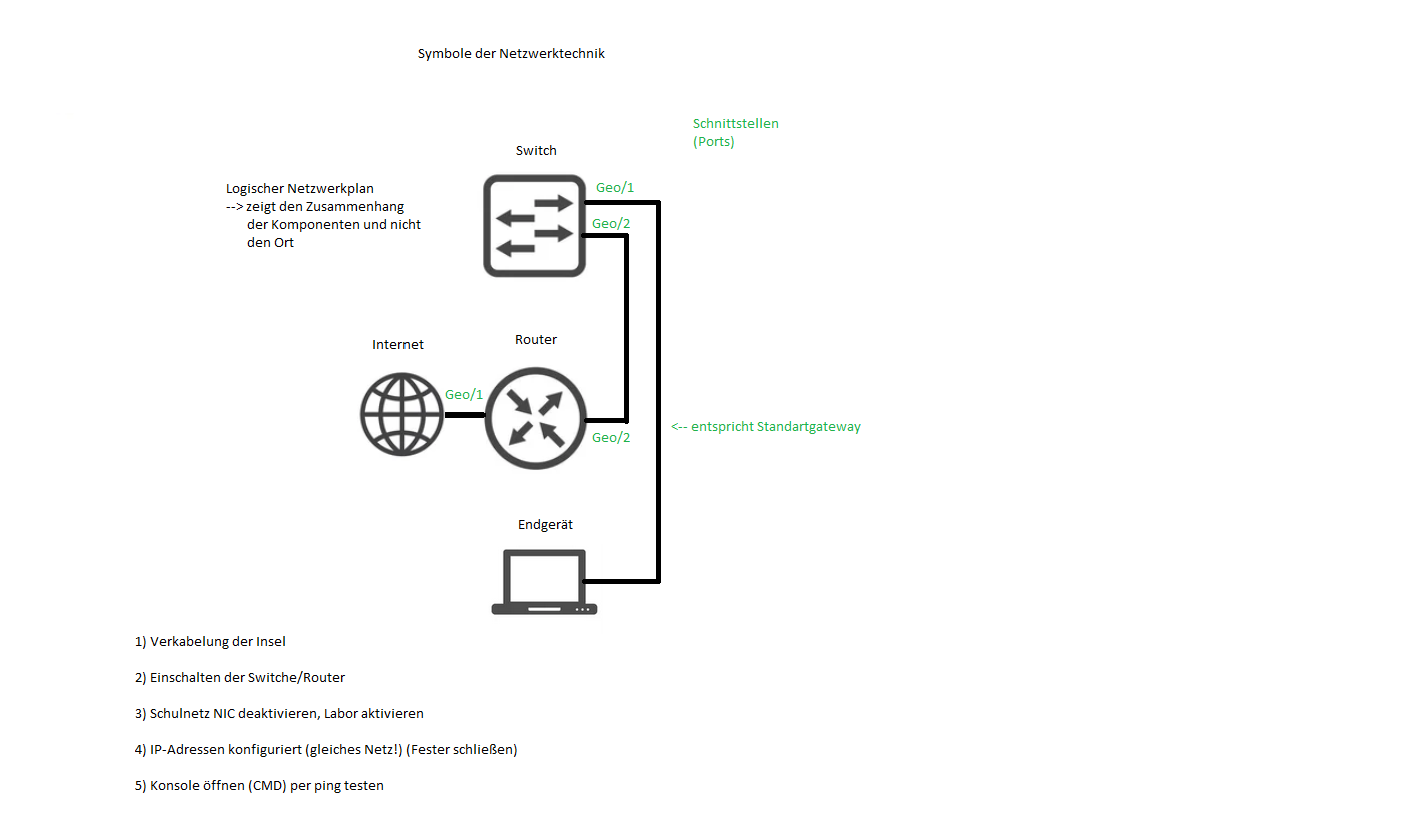 Symbole der Netzwerktechnik
Schnittstellen
(Ports)
Switch
Logischer Netzwerkplan
--> zeigt den Zusammenhang
der Komponenten und nicht
den Ort
Geo/1
Geo/2
Internet
Router
Geo/1
Geo/2
<-- entspricht Standartgateway
Endgerät
1) Verkabelung der Insel
2) Einschalten der Switche/Router
3) Schulnetz NIC deaktivieren, Labor aktivieren
4) IP-Adressen konfiguriert (gleiches Netz!) (Fester schließen)
5) Konsole öffnen (CMD) per ping testen